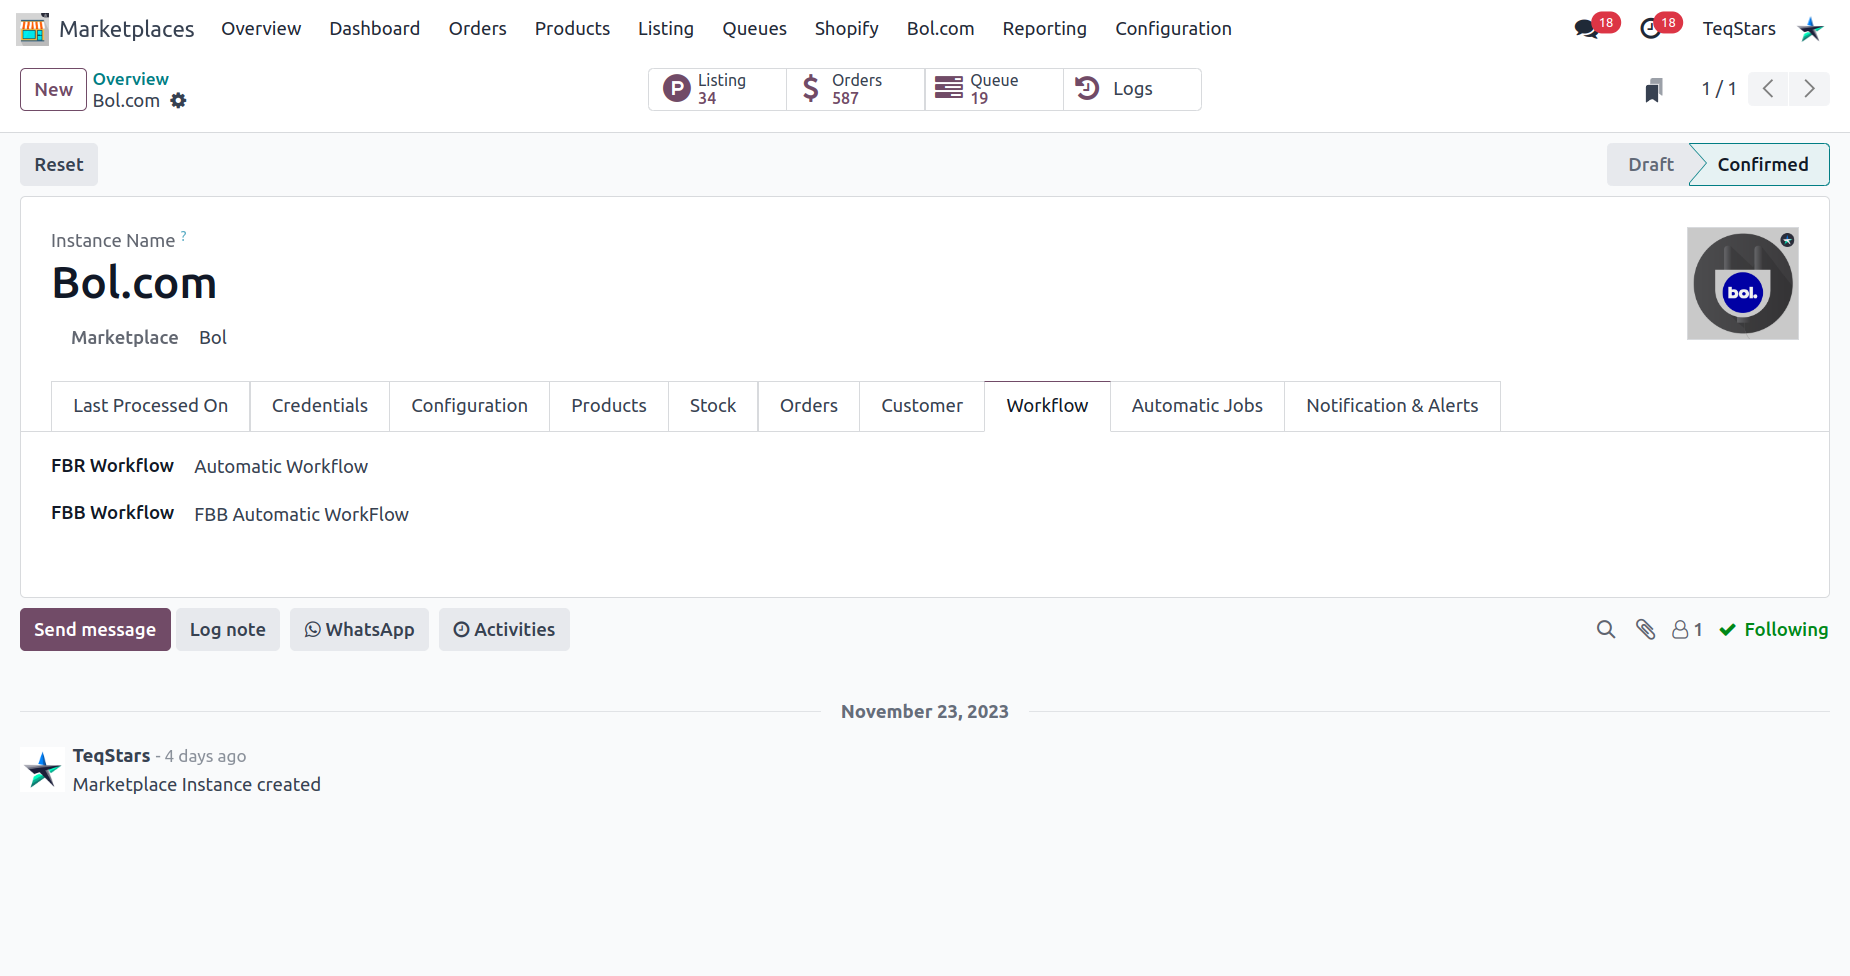 Marketplaces Overview Dashboard Orders Products Listing Queues Shopify Bol.com Reporting Configuration 18 18 TeqStars
New Overview Listing Orders Queue Logs 1 / 1
Bol.com 34 587 19
Reset Draft Confirmed
Instance Name ?
Bol.com
bol.
Marketplace Bol
Last Processed On Credentials Configuration Products Stock Orders Customer Workflow Automatic Jobs Notification & Alerts
FBR Workflow Automatic Workflow
FBB Workflow FBB Automatic WorkFlow
Send message Log note WhatsApp Activities 1 Following
November 23, 2023
TeqStars - 4 days ago
Marketplace Instance created